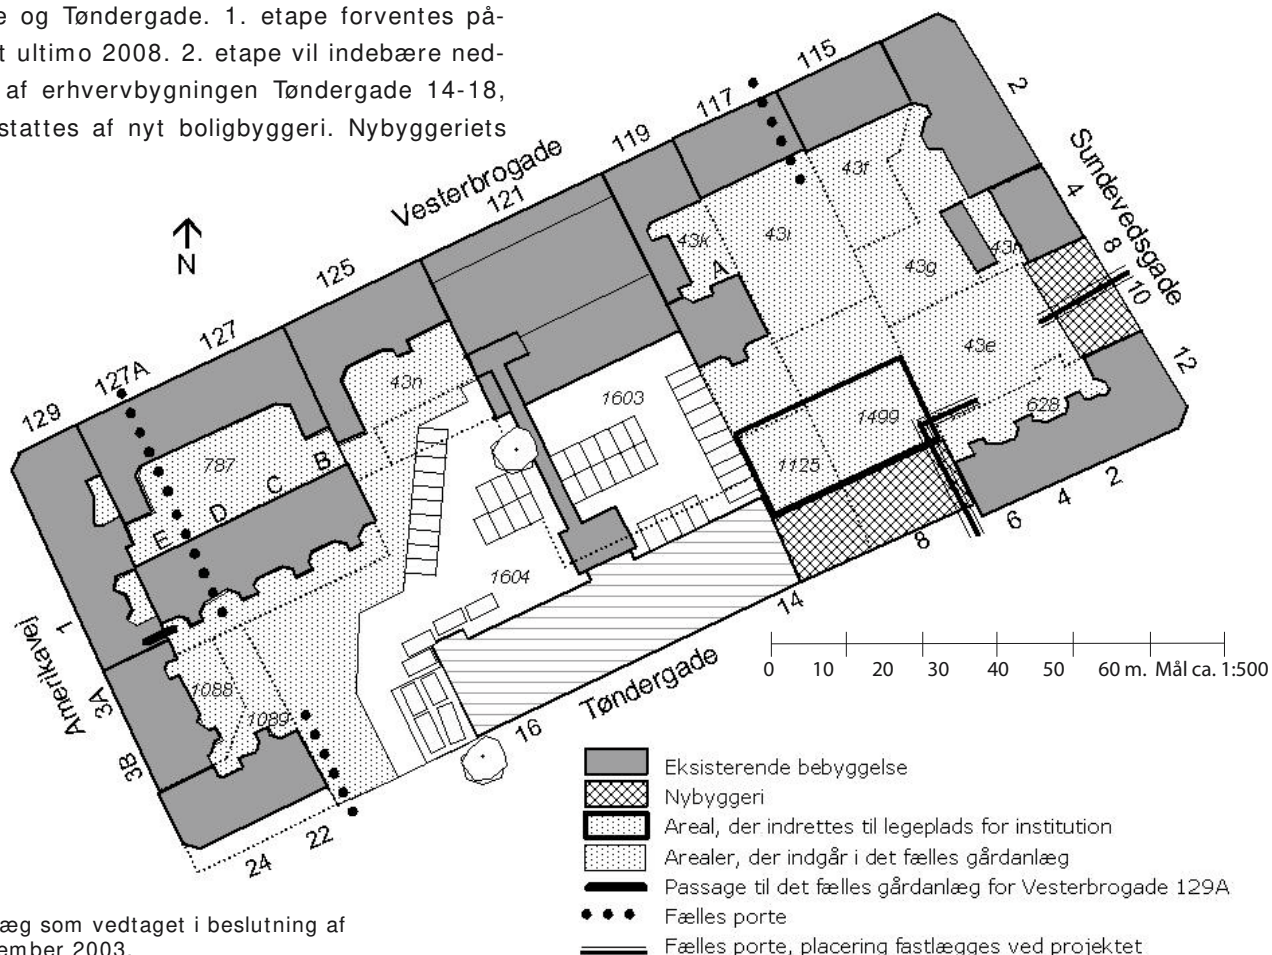 e og Tøndergade. 1. etape forventes på-
t ultimo 2008. 2. etape vil indebære ned-
af erhvervbygningen Tøndergade 14-18,
stattes af nyt boligbyggeri. Nybyggeriets
Vesterbrogade
Sundevedsgade
Amerikavej
Tøndergade
N
129
127A
127
125
121
119
117
115
2
4
8
10
12
2
4
6
8
14
16
22
24
3B
3A
1
A
B
C
D
E
43f
43i
43k
43g
43h
43e
43n
628
787
1603
1604
1499
1125
1088
1089
0 10 20 30 40 50 60 m. Mål ca. 1:500
Eksisterende bebyggelse
Nybyggeri
Areal, der indrettes til legeplads for institution
Arealer, der indgår i det fælles gårdanlæg
Passage til det fælles gårdanlæg for Vesterbrogade 129A
Fælles porte
Fælles porte, placering fastlægges ved projektet
æg som vedtaget i beslutning af
ember 2003.